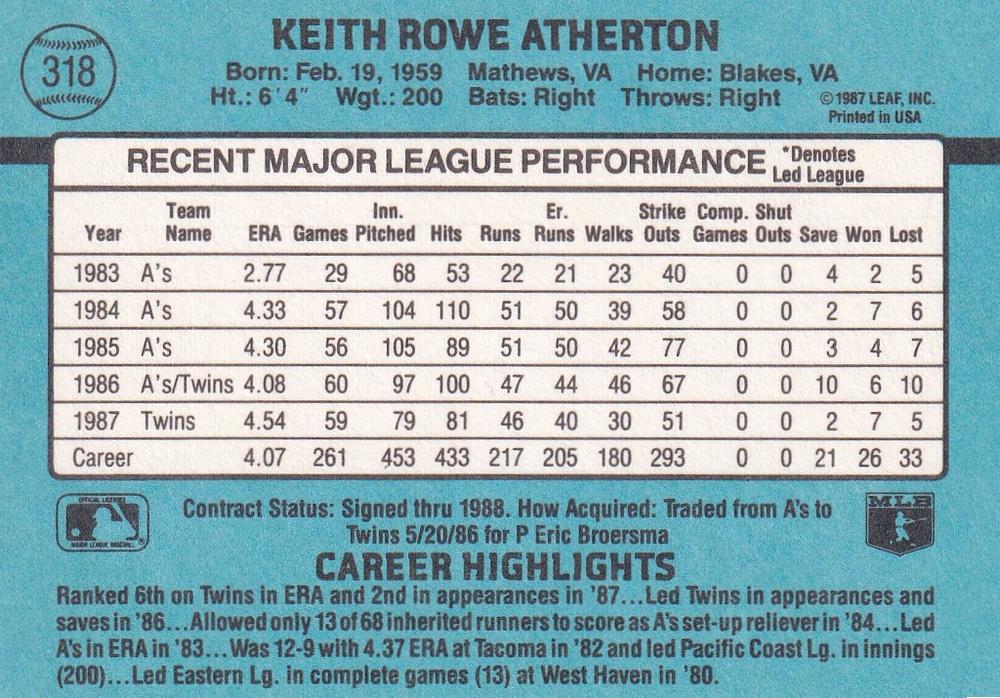 318
KEITH ROWE ATHERTON
Born: Feb. 19, 1959 Mathews, VA Home: Blakes, VA
Ht.: 6'4" Wgt.: 200 Bats: Right Throws: Right
©1987 LEAF, INC.
Printed in USA
RECENT MAJOR LEAGUE PERFORMANCE *Denotes Led League
Year Team Name ERA Games Inn. Pitched Hits Runs Er. Runs Walks Strike Outs Comp. Games Shut Outs Save Won Lost
1983 A's 2.77 29 68 53 22 21 23 40 0 0 4 2 5
1984 A's 4.33 57 104 110 51 50 39 58 0 0 2 7 6
1985 A's 4.30 56 105 89 51 50 42 77 0 0 3 4 7
1986 A's/Twins 4.08 60 97 100 47 44 46 67 0 0 10 6 10
1987 Twins 4.54 59 79 81 46 40 30 51 0 0 2 7 5
Career 4.07 261 453 433 217 205 180 293 0 0 21 26 33
OFFICIAL LICENSEE
MAJOR LEAGUE BASEBALL
Contract Status: Signed thru 1988. How Acquired: Traded from A's to
Twins 5/20/86 for P Eric Broersma
MLB
CAREER HIGHLIGHTS
Ranked 6th on Twins in ERA and 2nd in appearances in '87...Led Twins in appearances and
saves in '86...Allowed only 13 of 68 inherited runners to score as A's set-up reliever in '84...Led
A's in ERA in '83...Was 12-9 with 4.37 ERA at Tacoma in '82 and led Pacific Coast Lg. in innings
(200)...Led Eastern Lg. in complete games (13) at West Haven in '80.